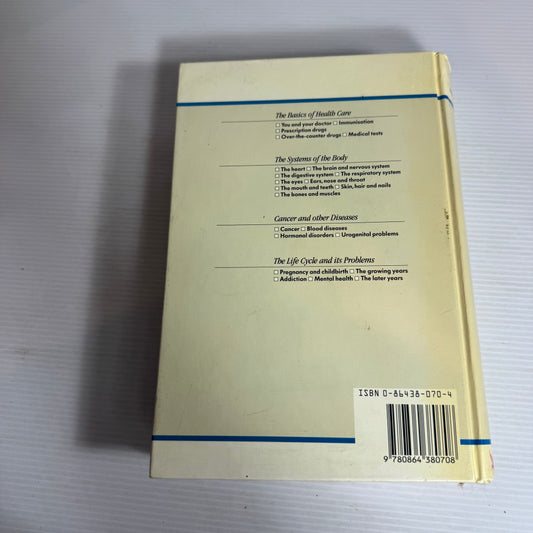 The Basics of Health Care
☐ You and your doctor ☐ Immunisation
☐ Prescription drugs
☐ Over-the-counter drugs ☐ Medical tests
The Systems of the Body
☐ The heart ☐ The brain and nervous system
☐ The digestive system ☐ The respiratory system
☐ The eyes ☐ Ears, nose and throat
☐ The mouth and teeth ☐ Skin, hair and nails
☐ The bones and muscles
Cancer and other Diseases
☐ Cancer ☐ Blood diseases
☐ Hormonal disorders ☐ Urogenital problems
The Life Cycle and its Problems
☐ Pregnancy and childbirth ☐ The growing years
☐ Addiction ☐ Mental health ☐ The later years
ISBN 0-86438-070-4
9 780864 380708